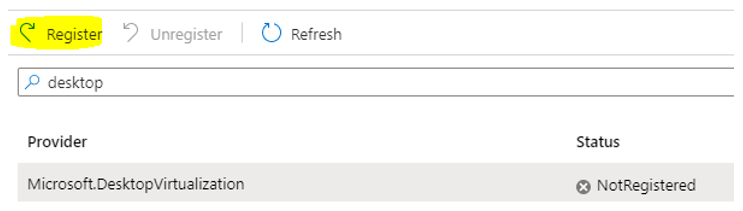 Register Unregister Refresh
desktop
Provider Status
Microsoft.DesktopVirtualization NotRegistered